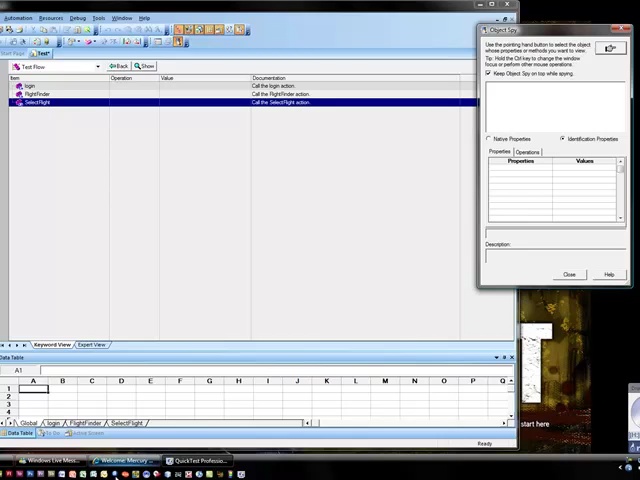 Automation Resources Debug Tools Window Help
Start Page Test*
Test Flow Back Show
Item Operation Value Documentation
login Call the login action.
FlightFinder Call the FlightFinder action.
SelectFlight Call the SelectFlight action
Keyword View Expert View
Data Table
A1
A B C D E F G H I J K L M N O P Q
1
2
3
4
Global login FlightFinder SelectFlight
Data Table To Do Active Screen
Ready
Object Spy
Use the pointing hand button to select the object
whose properties or methods you want to view.
Tip: Hold the Ctrl key to change the window
focus or perform other mouse operations.
Keep Object Spy on top while spying.
Native Properties Identification Properties
Properties Operations
Properties Values
Description:
Close Help
start here
Windows Live Mess... Welcome: Mercury ... QuickTest Professio...